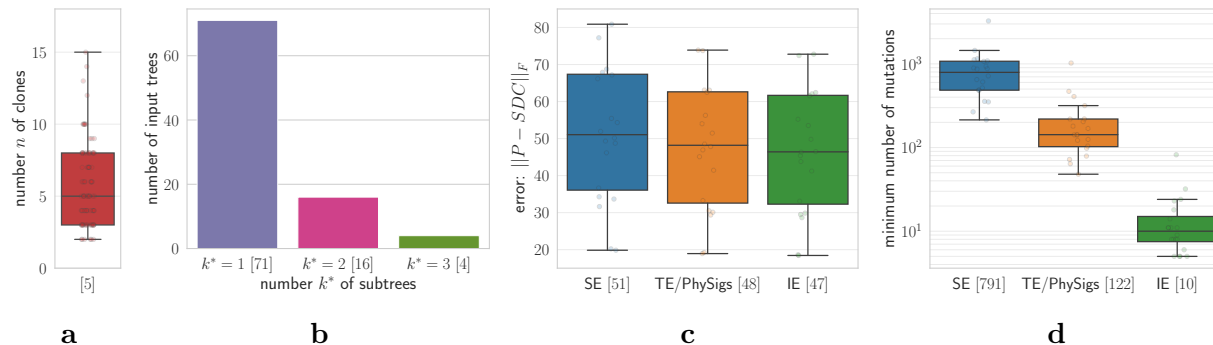 number n of clones
15
10
5
0
[5]
a
number of input trees
60
40
20
0
k* = 1 [71] k* = 2 [16] k* = 3 [4]
number k* of subtrees
b
error: ||P − SDC||_F
80
70
60
50
40
30
20
SE [51] TE/PhySigs [48] IE [47]
c
minimum number of mutations
10^3
10^2
10^1
SE [791] TE/PhySigs [122] IE [10]
d